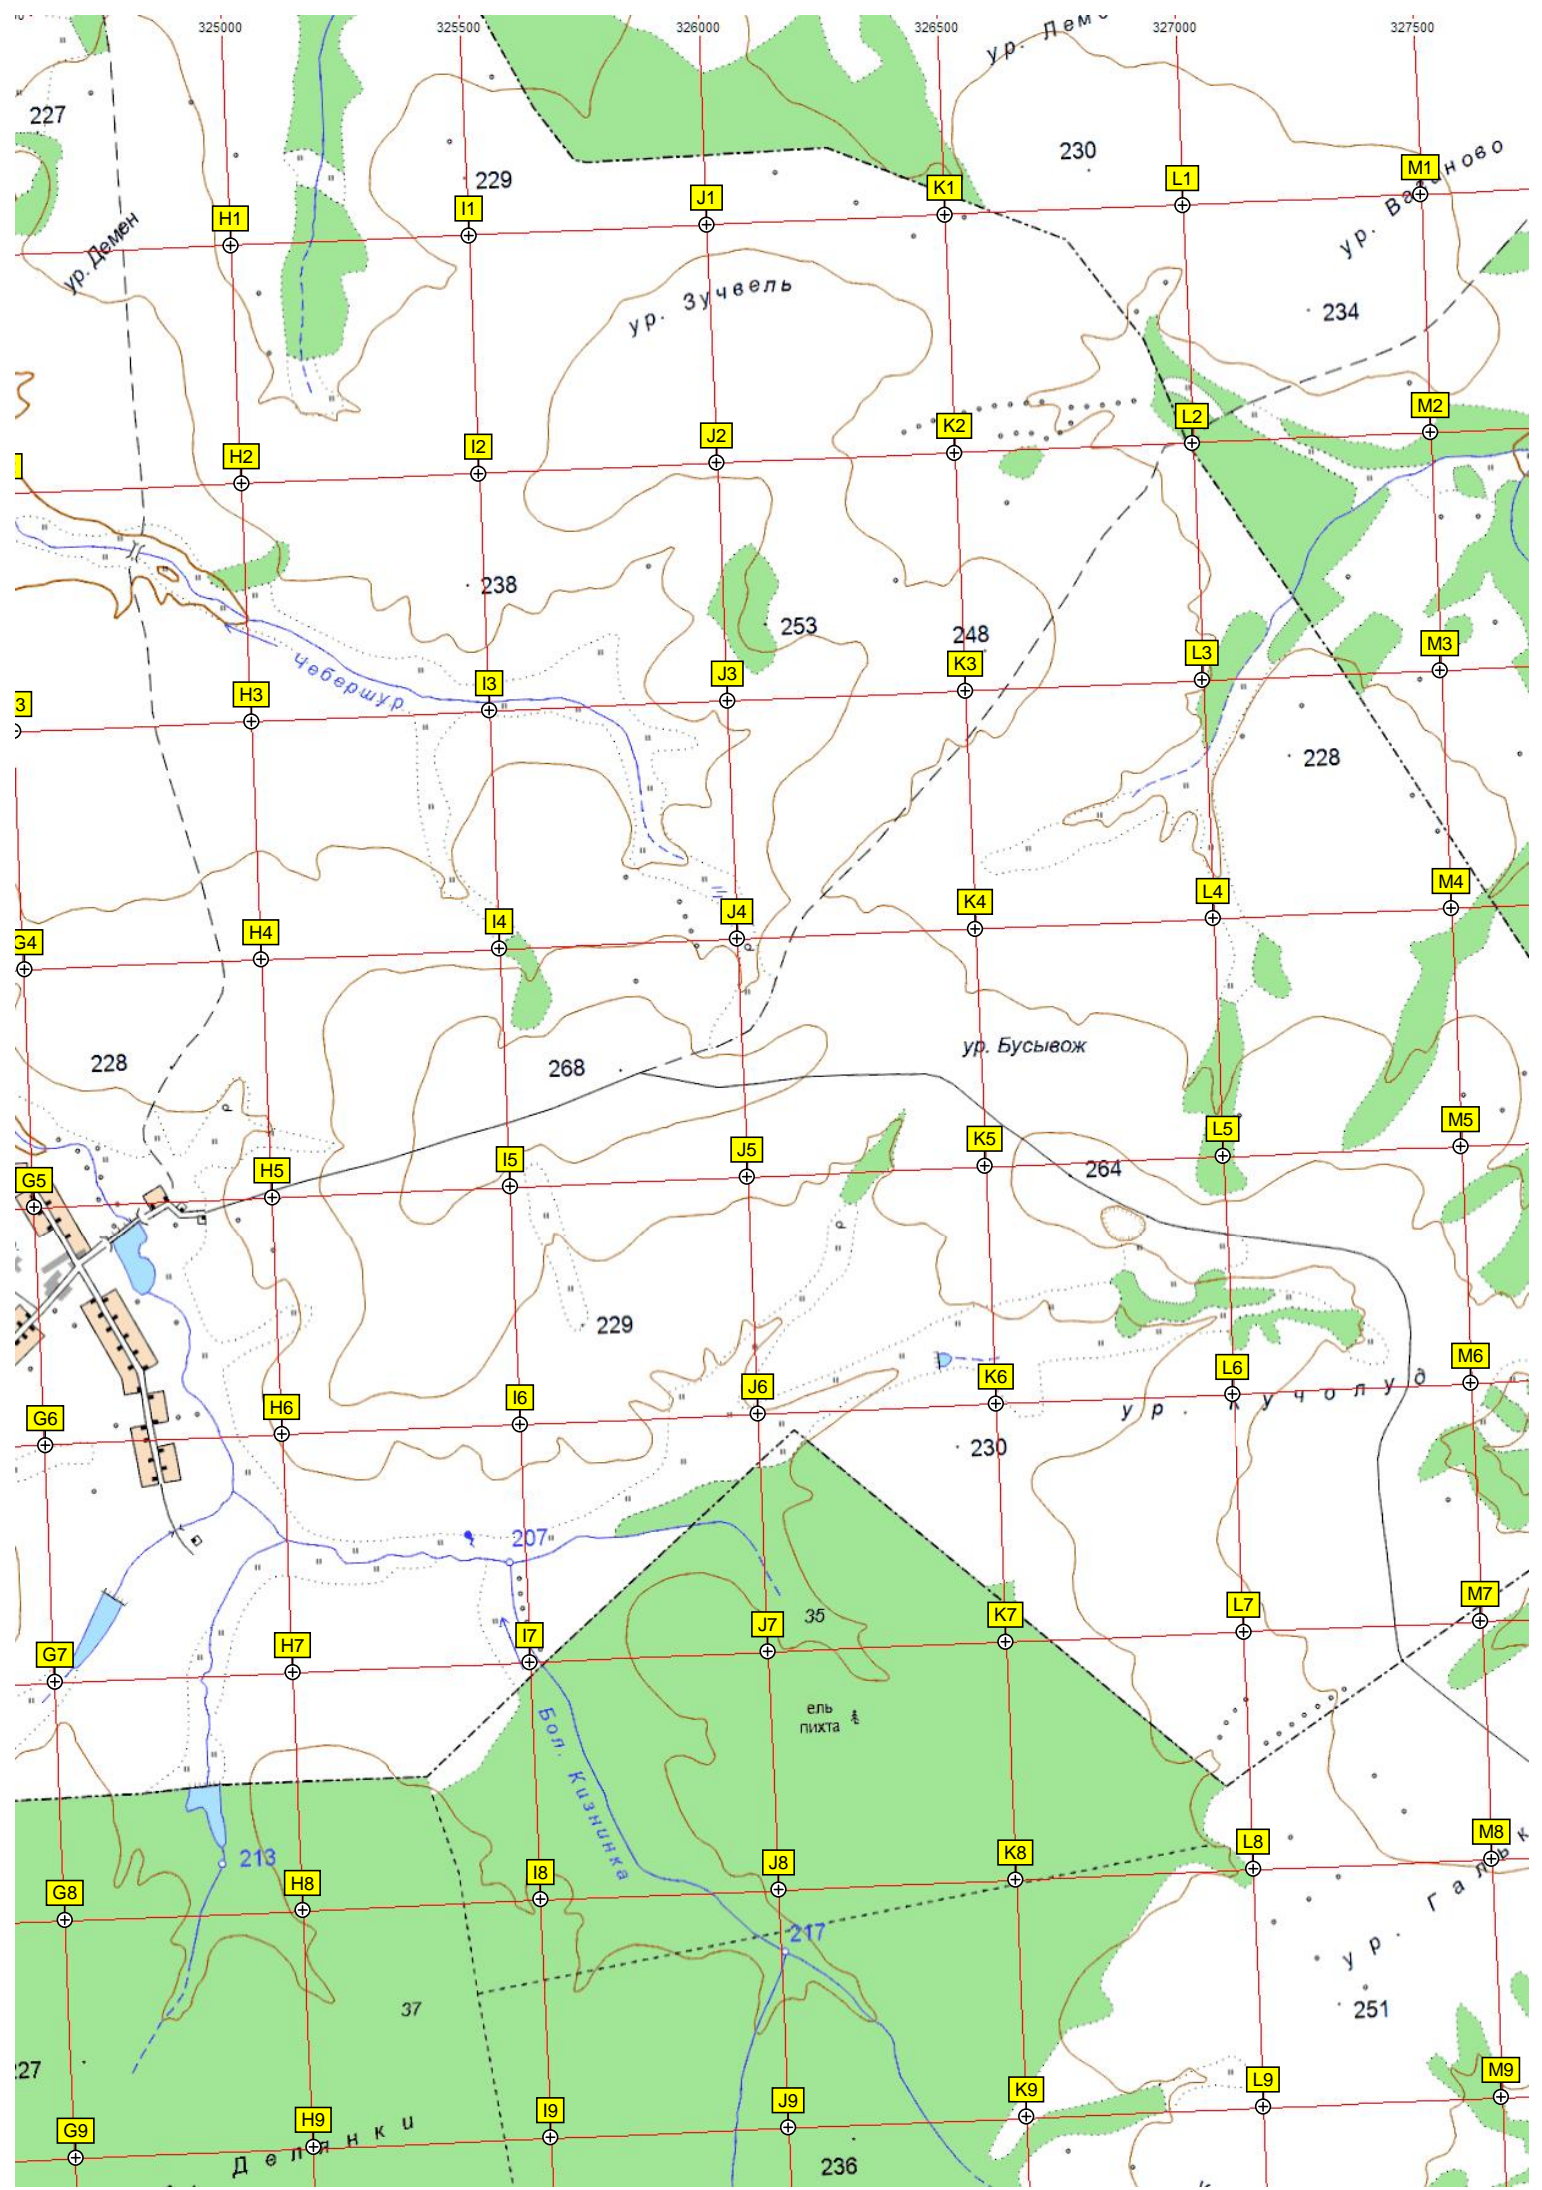 325000 325500 326000 326500 327000 327500
227
230
229
ур. Демен
ур. Зучвель
234
H1 I1 J1 K1 L1 M1
H2 I2 J2 K2 L2 M2
238
253
248
Чебершур
H3 I3 J3 K3 L3 M3
228
G4 H4 I4 J4 K4 L4 M4
228
268
ур. Бусывож
264
G5 H5 I5 J5 K5 L5 M5
229
G6 H6 I6 J6 K6 L6 M6
ур. Кучолуд
230
207
35
G7 H7 I7 J7 K7 L7 M7
ель
пихта
Бол. Кизнинка
213
G8 H8 I8 J8 K8 L8 M8
217
ур.
37
251
G9 H9 I9 J9 K9 L9 M9
Делянки
236